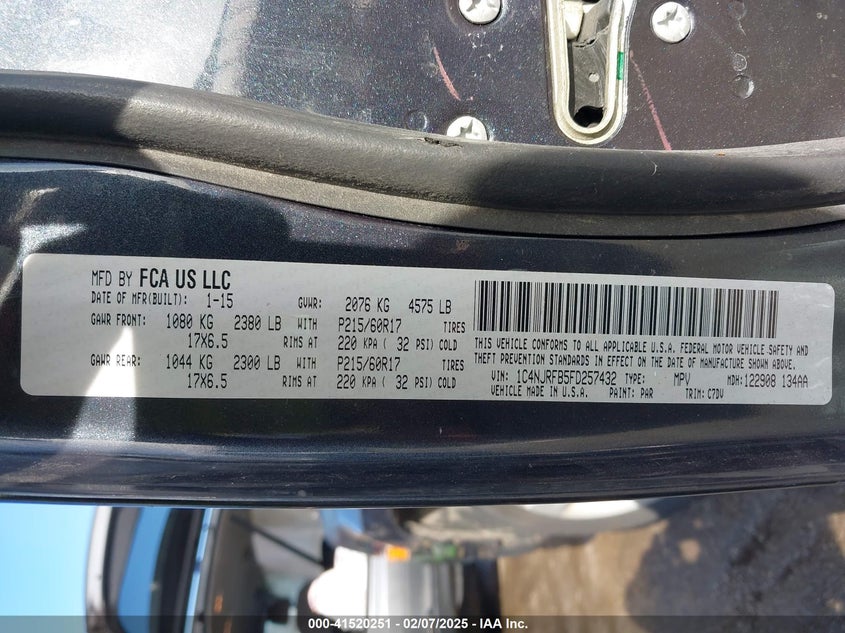 MFD BY FCA US LLC
DATE OF MFR(BUILT): 1-15 GVWR: 2076 KG 4575 LB
GAWR FRONT: 1080 KG 2380 LB WITH P215/60R17 TIRES
17X6.5 RIMS AT 220 KPA ( 32 PSI) COLD
GAWR REAR: 1044 KG 2300 LB WITH P215/60R17 TIRES
17X6.5 RIMS AT 220 KPA ( 32 PSI) COLD
THIS VEHICLE CONFORMS TO ALL APPLICABLE U.S.A. FEDERAL MOTOR VEHICLE SAFETY AND
THEFT PREVENTION STANDARDS IN EFFECT ON THE DATE OF MANUFACTURE SHOWN ABOVE.
VIN: 1C4NJRFB5FD257432 TYPE: MPV MDH:122908 134AA
VEHICLE MADE IN U.S.A. PAINT: PAR TRIM: C7DV
000-41520251 - 02/07/2025 - IAA Inc.